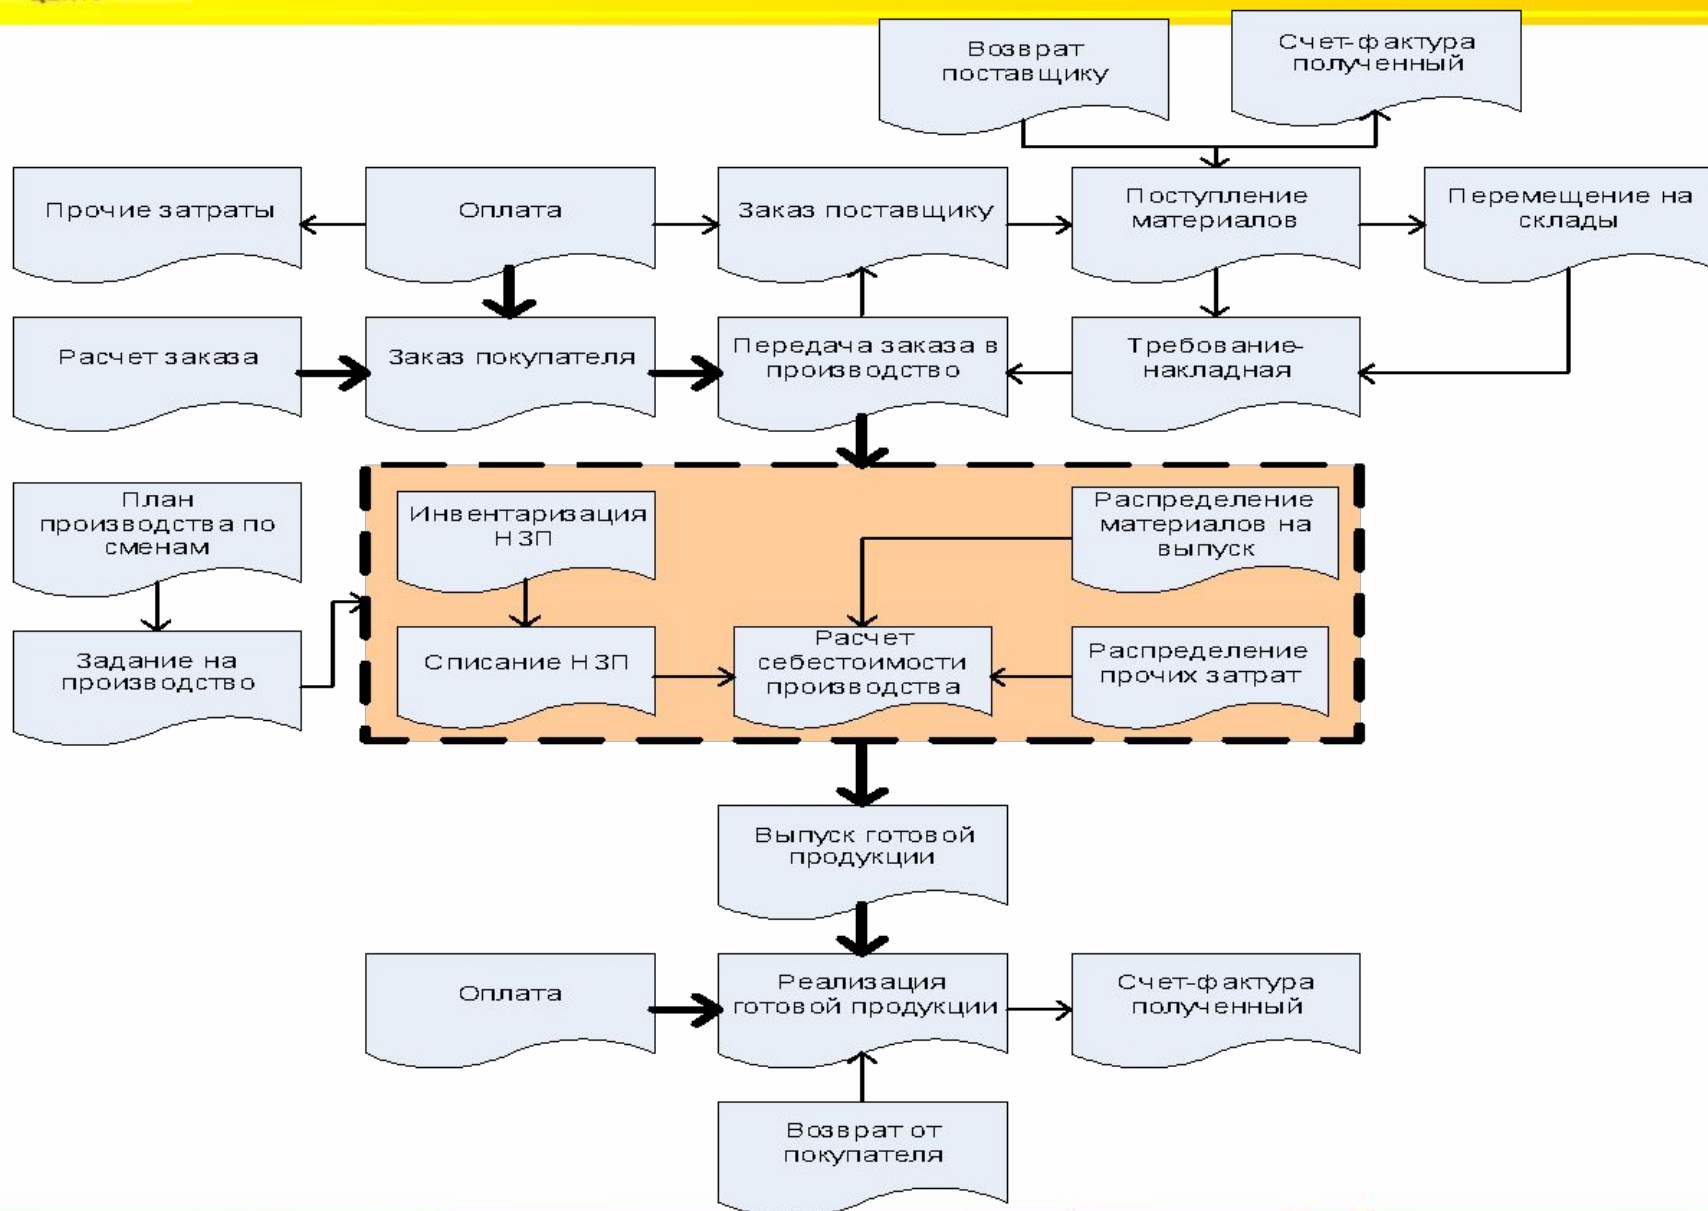 Возврат
поставщику
Счет-фактура
полученный
Прочие затраты
Оплата
Заказ поставщику
Поступление
материалов
Перемещение на
склады
Расчет заказа
Заказ покупателя
Передача заказа в
производство
Требование-
накладная
План
производства по
сменам
Инвентаризация
НЗП
Распределение
материалов на
выпуск
Задание на
производство
Списание НЗП
Расчет
себестоимости
производства
Распределение
прочих затрат
Выпуск готовой
продукции
Оплата
Реализация
готовой продукции
Счет-фактура
полученный
Возврат от
покупателя